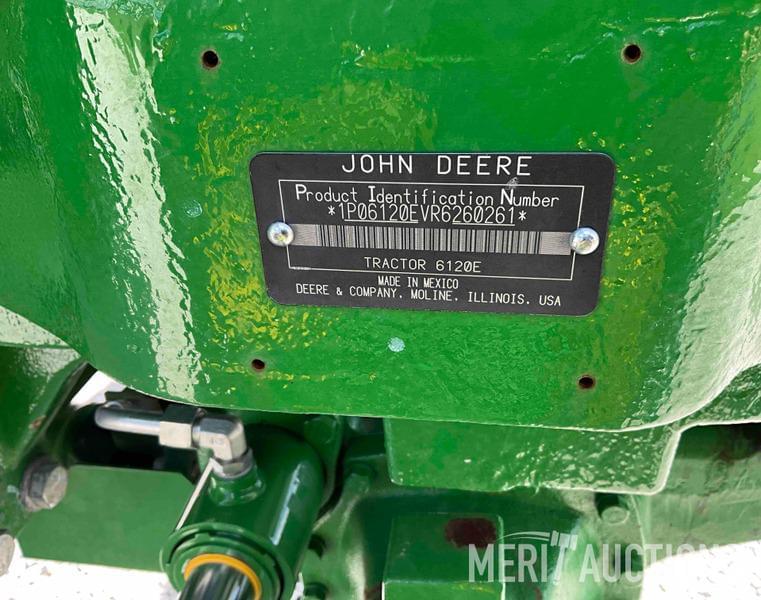 JOHN DEERE
Product Identification Number
*1P06120EVR6260261*
TRACTOR 6120E
MADE IN MEXICO
DEERE & COMPANY, MOLINE, ILLINOIS, USA
MERIT AUCTION